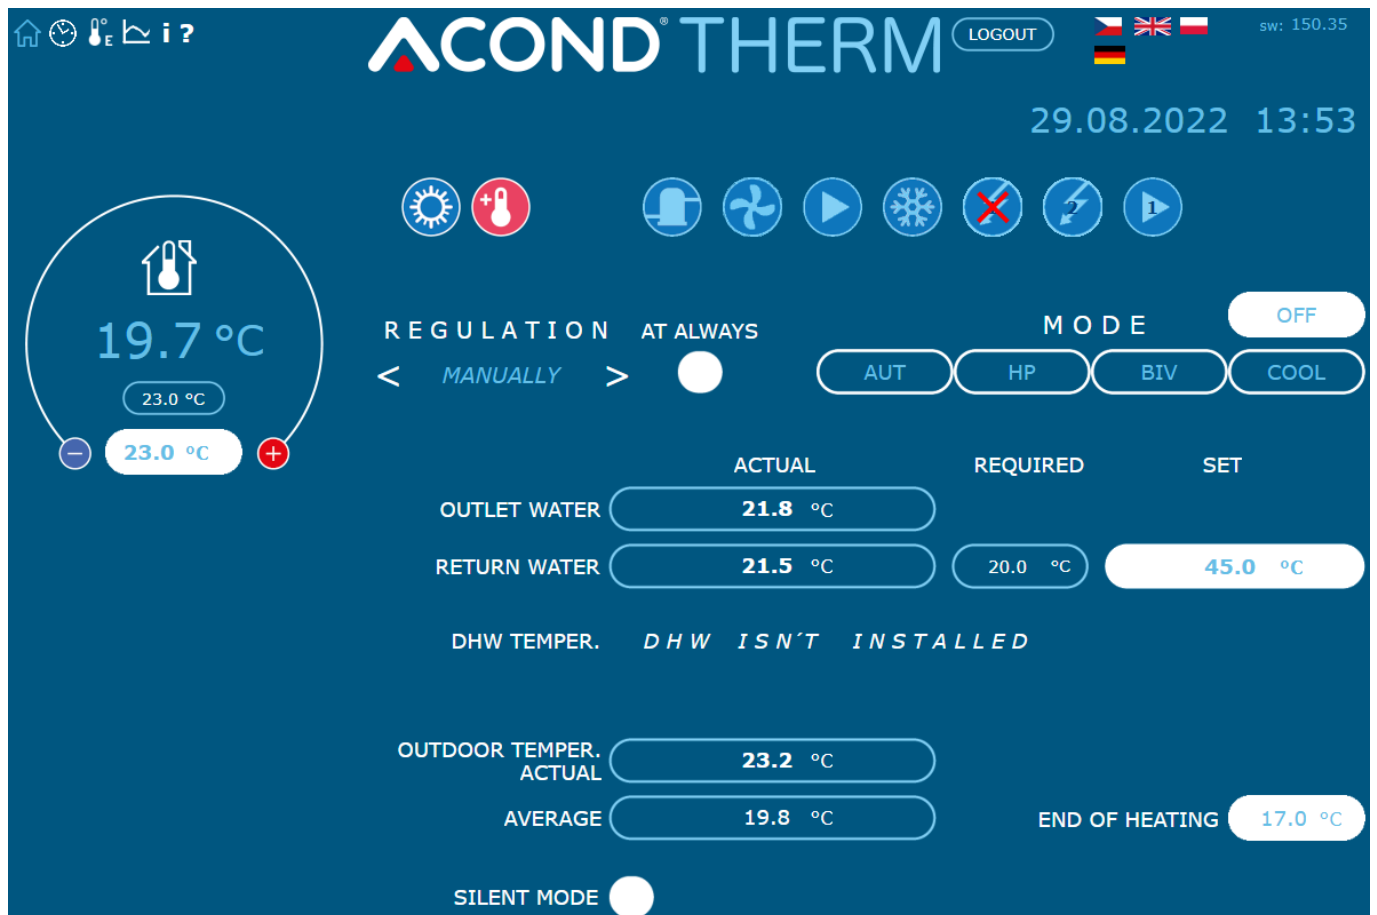 E i ?
ACOND® THERM
LOGOUT
sw: 150.35
29.08.2022 13:53
+ 2 1
19.7 °C
23.0 °C
− 23.0 °C +
REGULATION AT ALWAYS
< MANUALLY >
MODE OFF
AUT HP BIV COOL
ACTUAL REQUIRED SET
OUTLET WATER 21.8 °C
RETURN WATER 21.5 °C 20.0 °C 45.0 °C
DHW TEMPER. DHW ISN´T INSTALLED
OUTDOOR TEMPER.
ACTUAL 23.2 °C
AVERAGE 19.8 °C END OF HEATING 17.0 °C
SILENT MODE